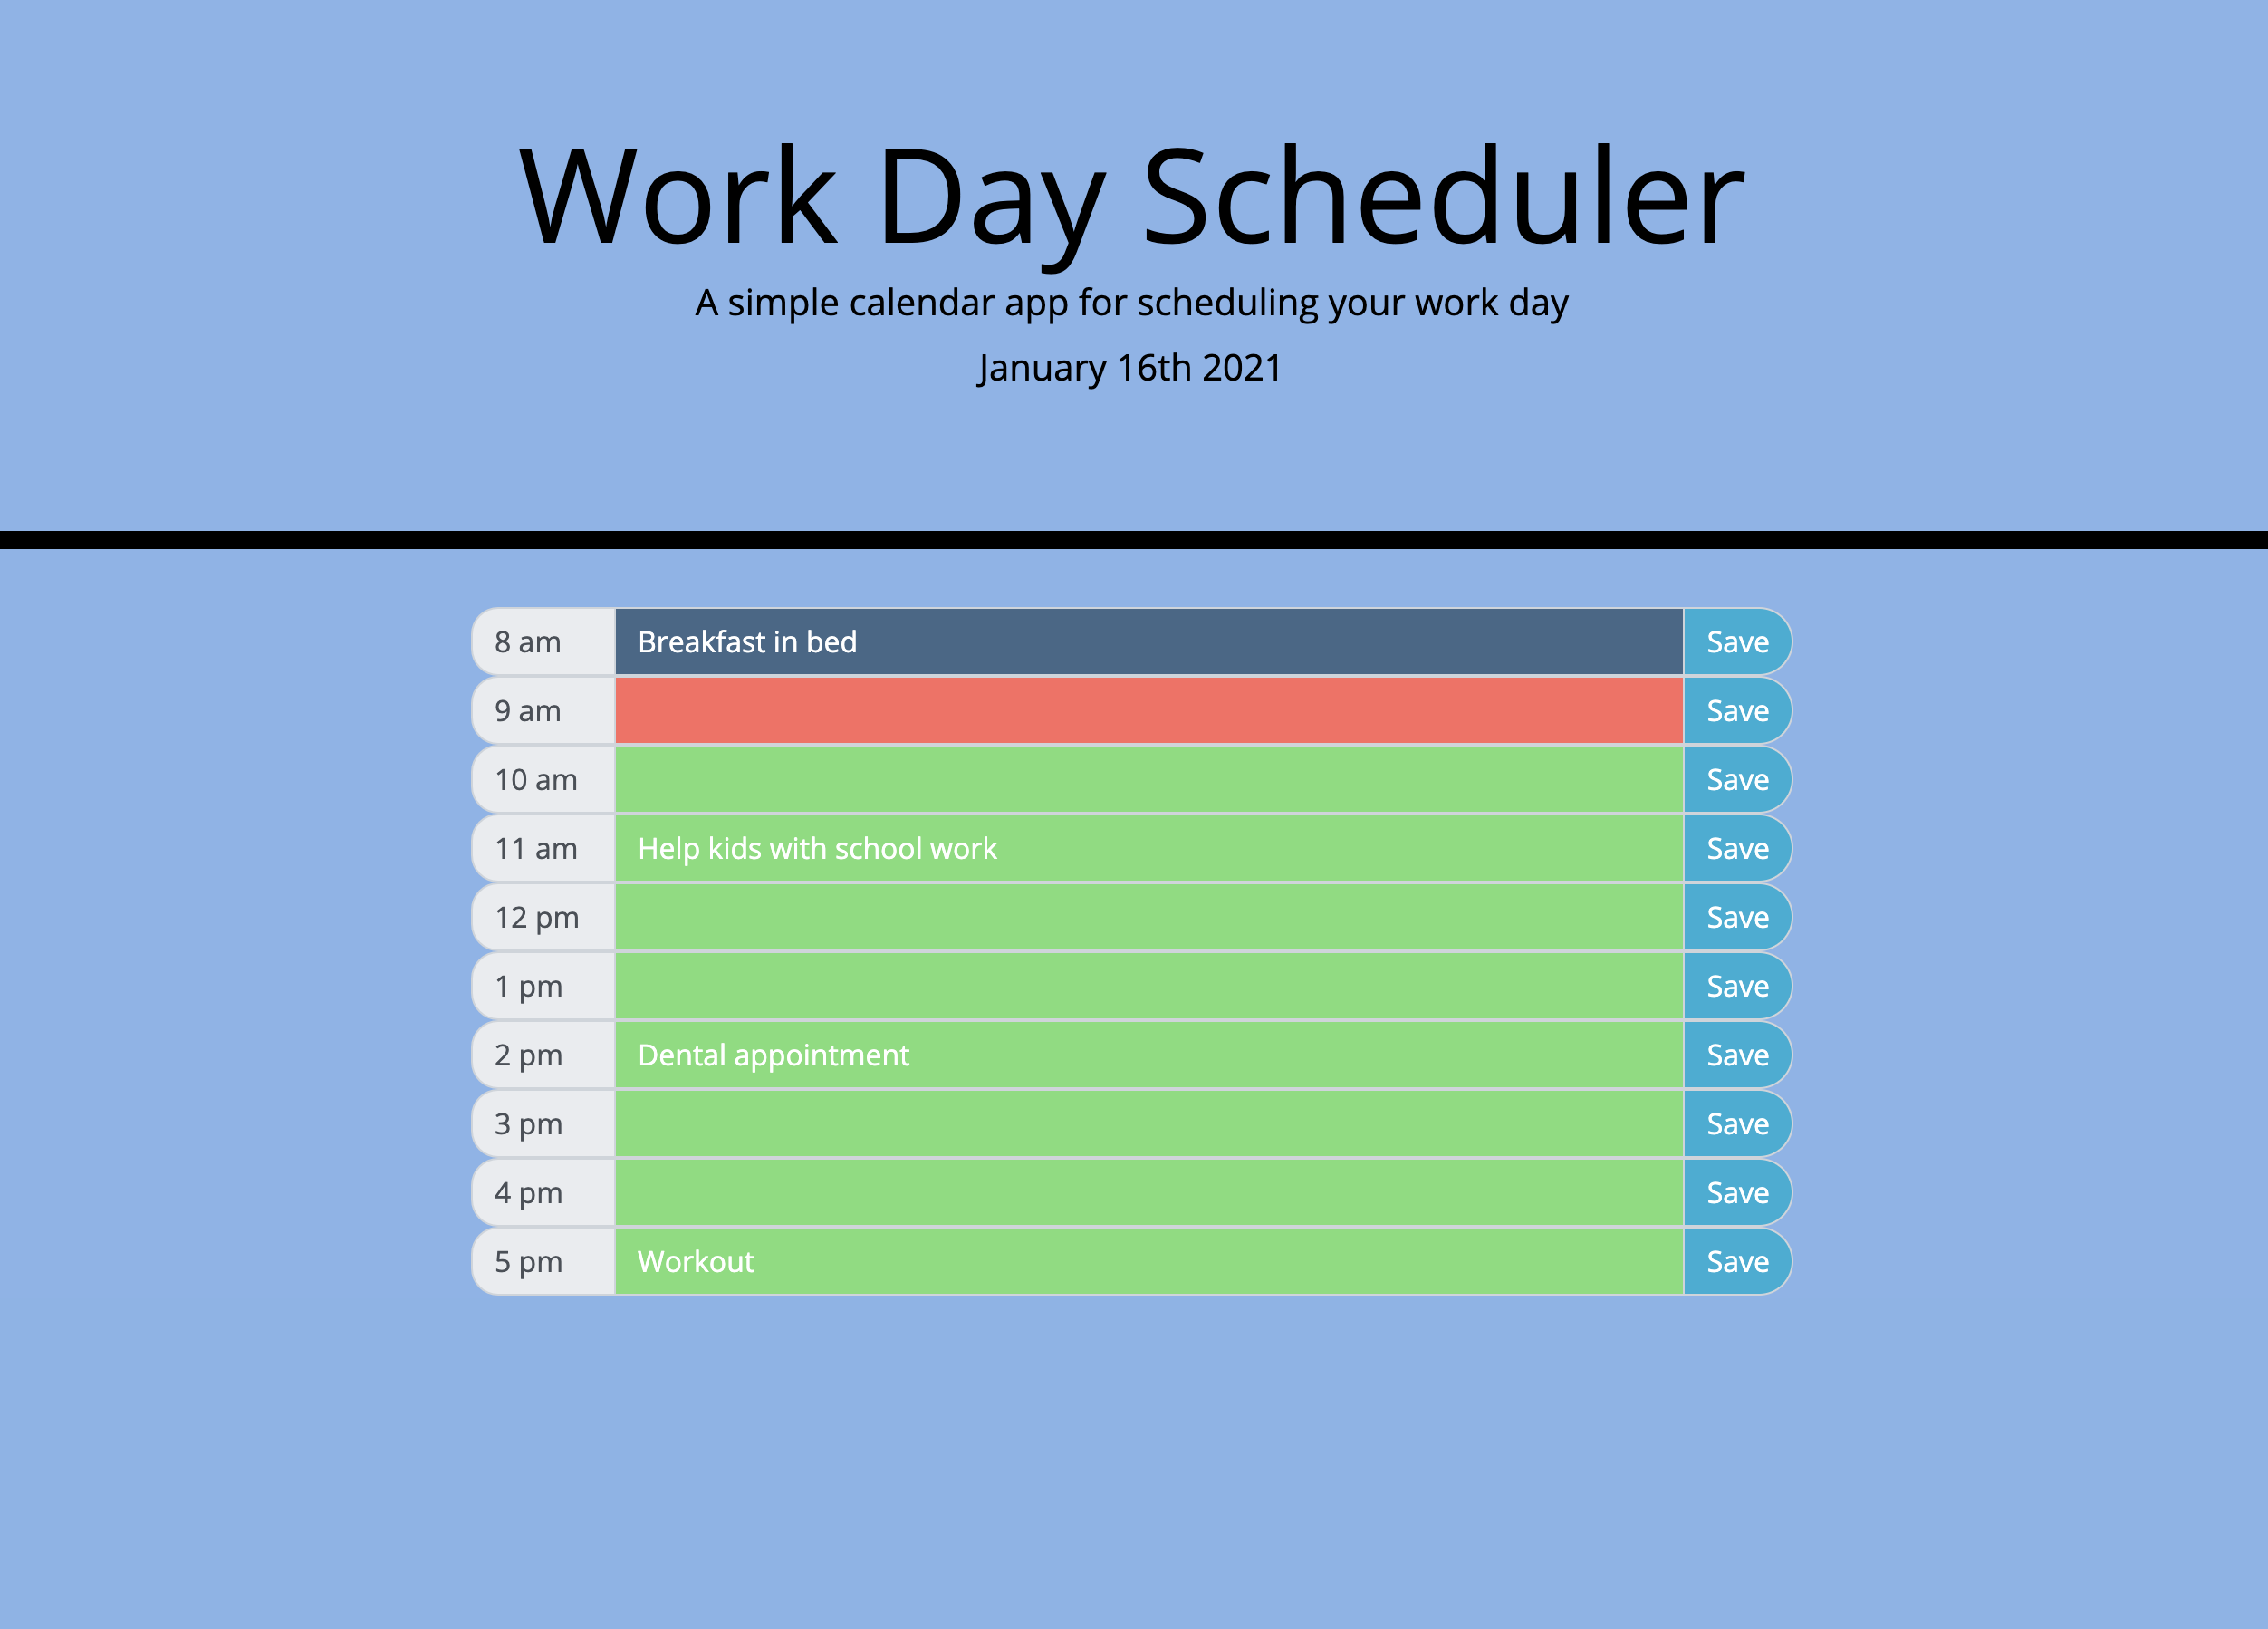 Work Day Scheduler
A simple calendar app for scheduling your work day
January 16th 2021
8 am Breakfast in bed Save
9 am Save
10 am Save
11 am Help kids with school work Save
12 pm Save
1 pm Save
2 pm Dental appointment Save
3 pm Save
4 pm Save
5 pm Workout Save